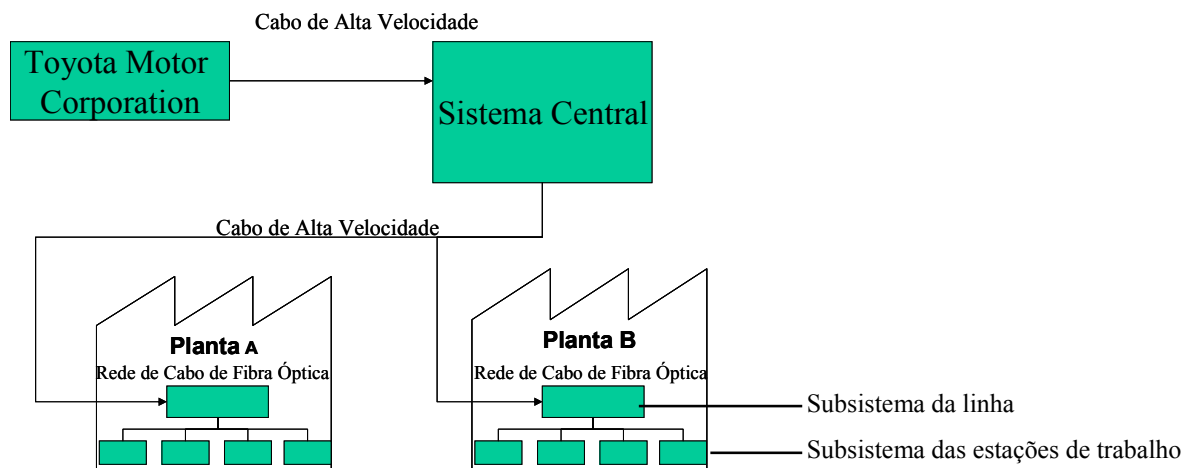 Cabo de Alta Velocidade
Toyota Motor
Corporation
Sistema Central
Cabo de Alta Velocidade
Planta A
Rede de Cabo de Fibra Óptica
Planta B
Rede de Cabo de Fibra Óptica
Subsistema da linha
Subsistema das estações de trabalho